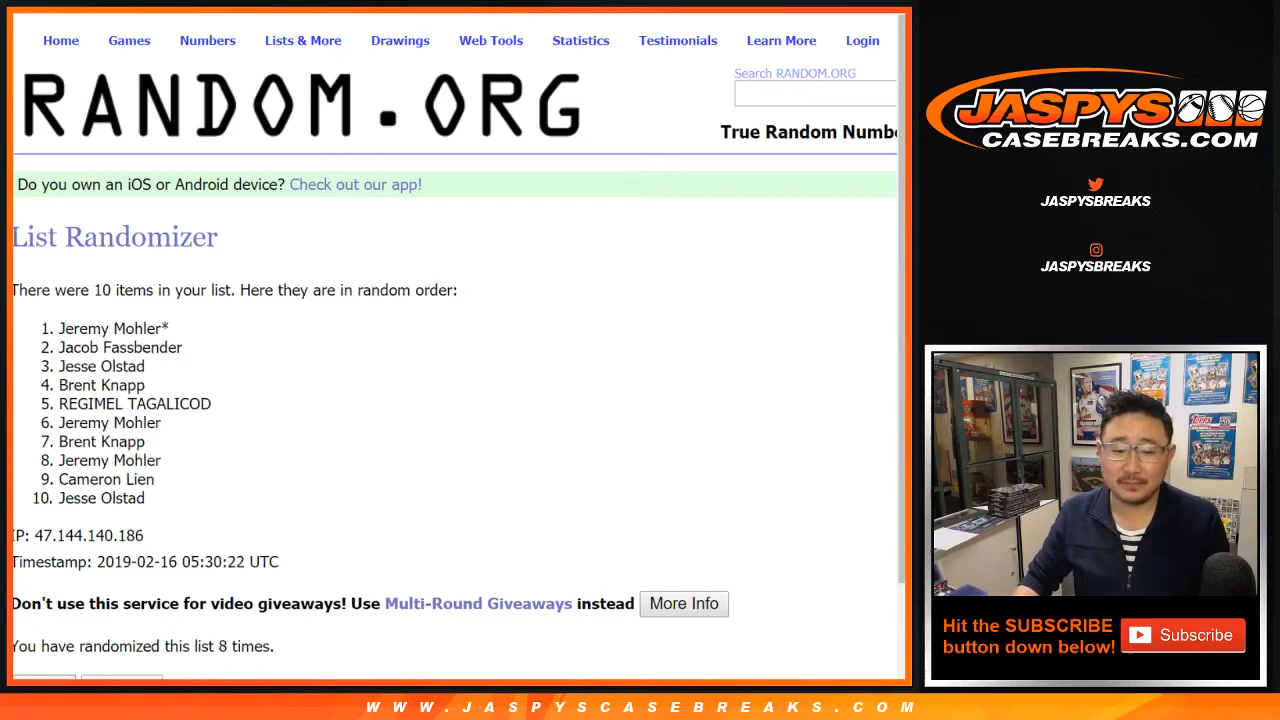 Home Games Numbers Lists & More Drawings Web Tools Statistics Testimonials Learn More Login
RANDOM.ORG
Search RANDOM.ORG
True Random Numbe
Do you own an iOS or Android device? Check out our app!
List Randomizer
There were 10 items in your list. Here they are in random order:
1. Jeremy Mohler*
2. Jacob Fassbender
3. Jesse Olstad
4. Brent Knapp
5. REGIMEL TAGALICOD
6. Jeremy Mohler
7. Brent Knapp
8. Jeremy Mohler
9. Cameron Lien
10. Jesse Olstad
IP: 47.144.140.186
Timestamp: 2019-02-16 05:30:22 UTC
Don't use this service for video giveaways! Use Multi-Round Giveaways instead More Info
You have randomized this list 8 times.
JASPYS
CASEBREAKS.COM
JASPYSBREAKS
JASPYSBREAKS
Hit the SUBSCRIBE
button down below!
Subscribe
WWW.JASPYSCASEBREAKS.COM